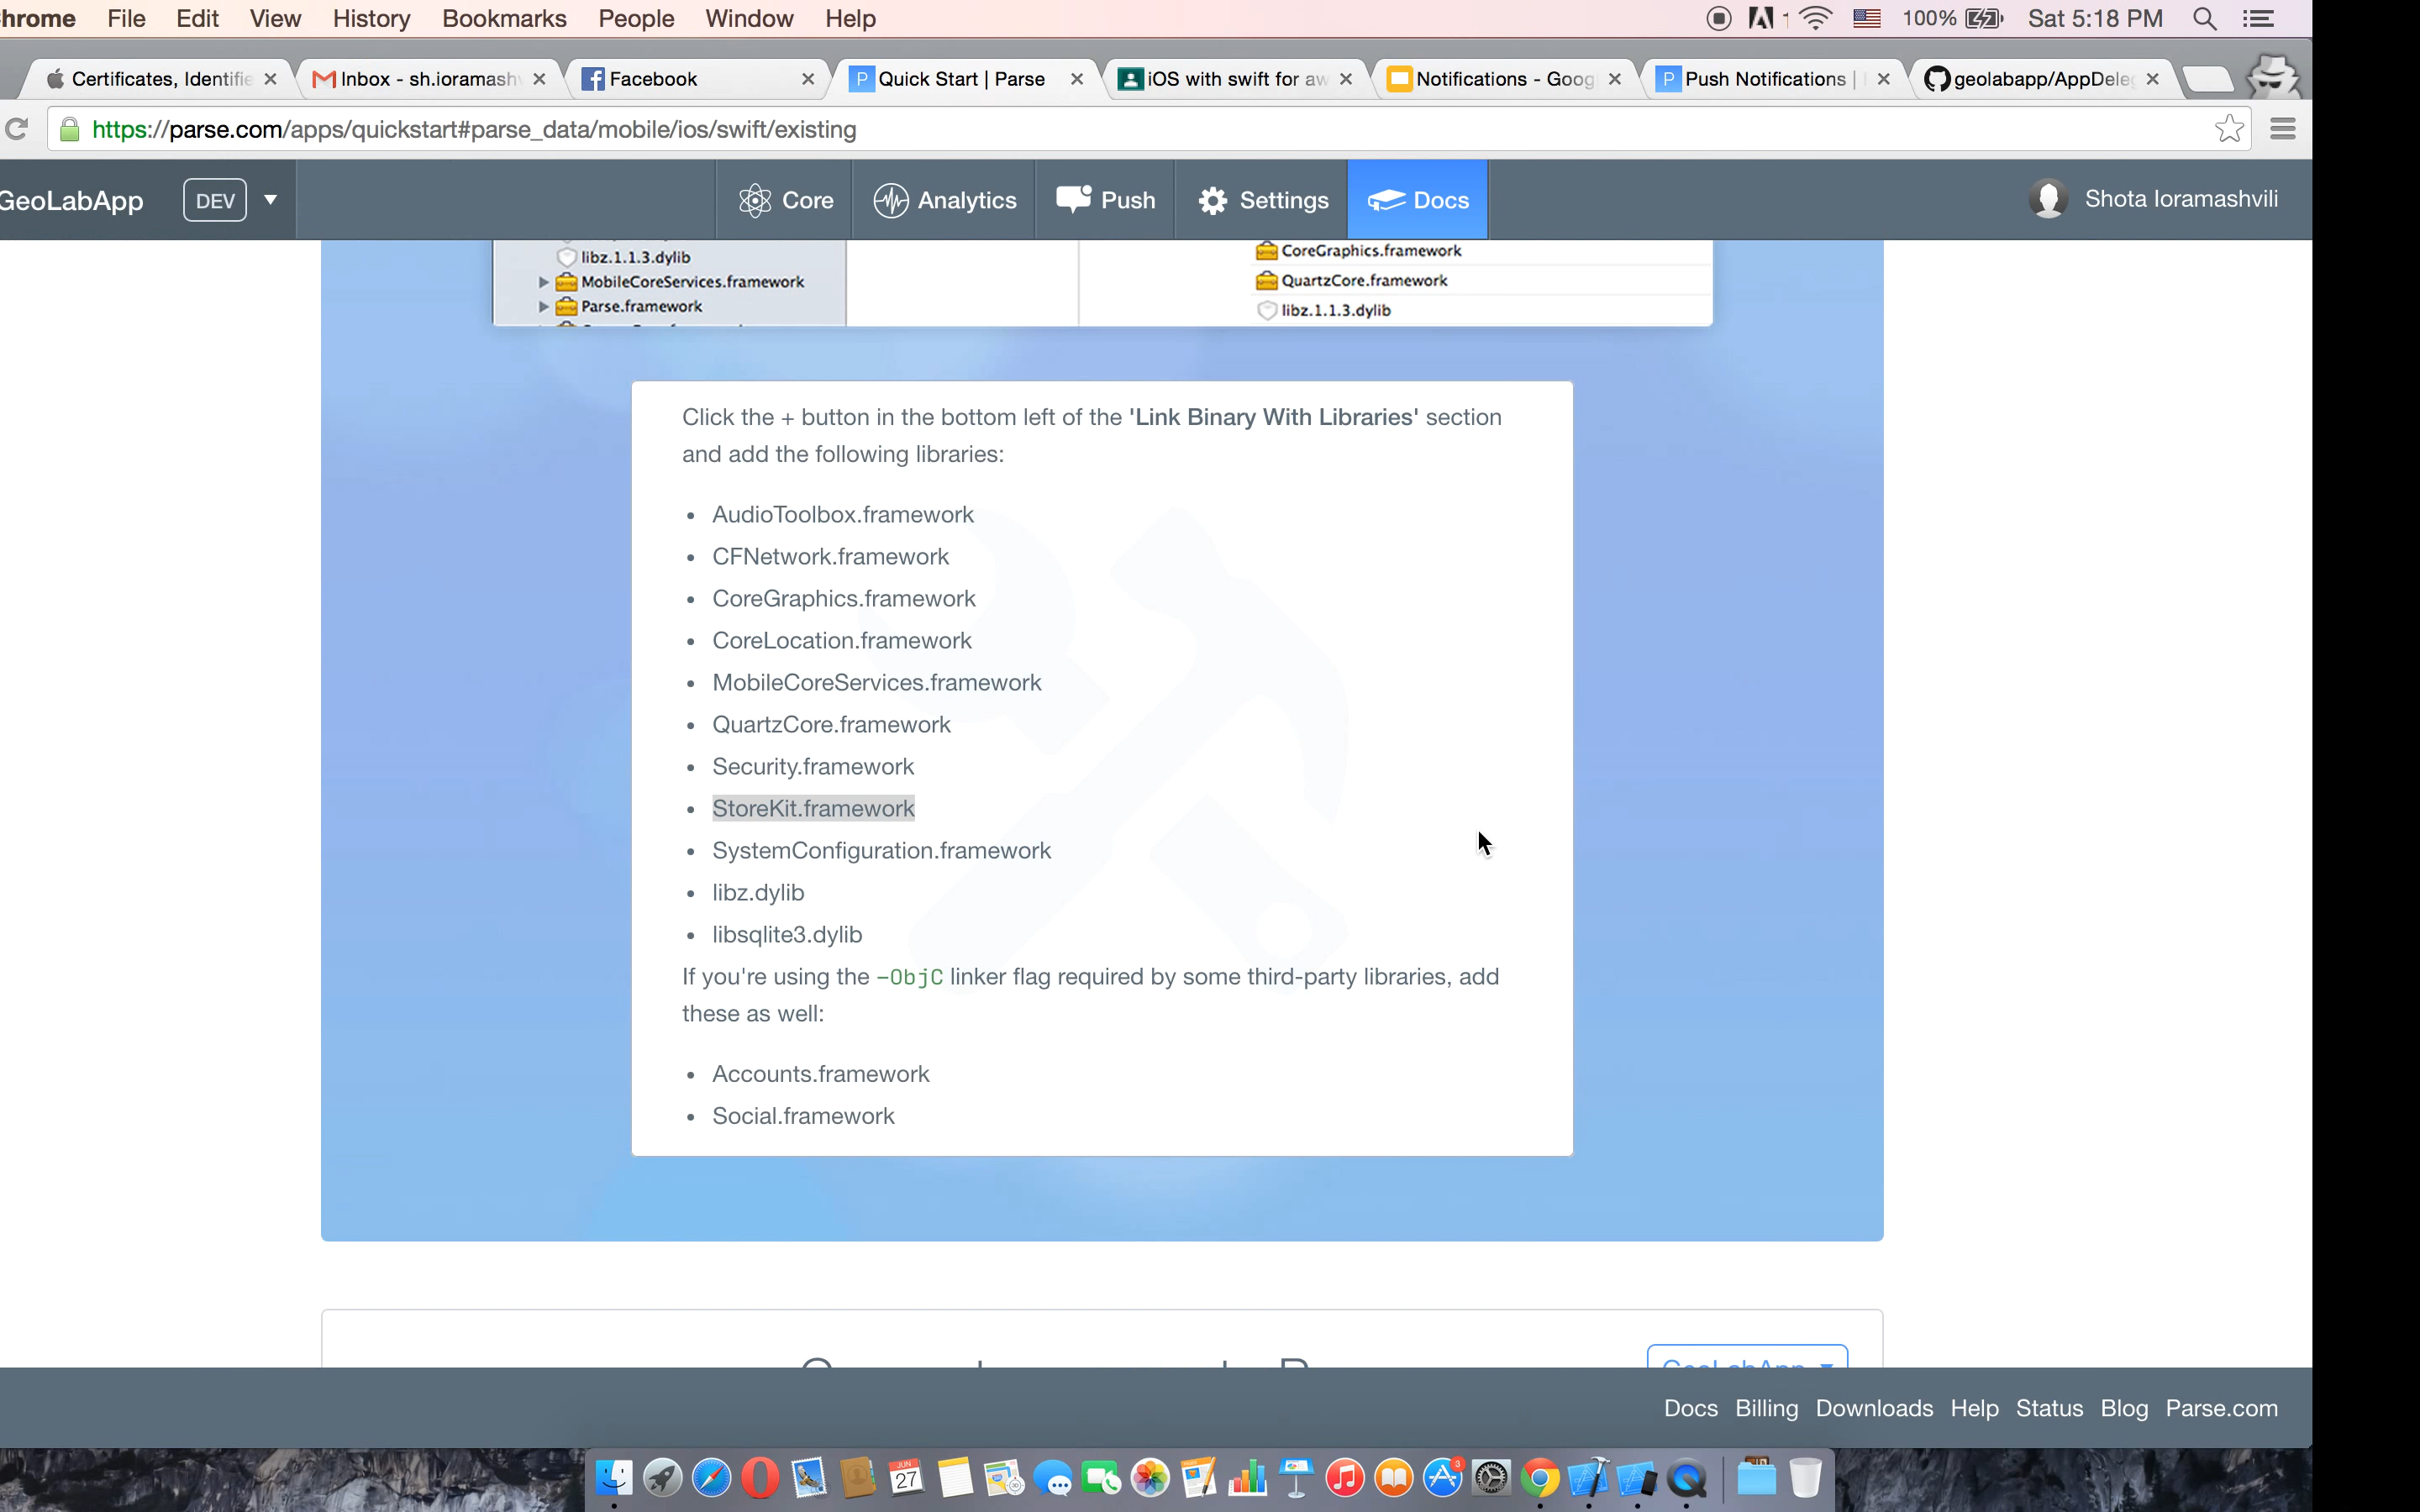 hrome File Edit View History Bookmarks People Window Help 100% Sat 5:18 PM
Certificates, Identifie Inbox - sh.ioramash Facebook Quick Start | Parse iOS with swift for aw Notifications - Goog Push Notifications | geolabapp/AppDele
https://parse.com/apps/quickstart#parse_data/mobile/ios/swift/existing
GeoLabApp DEV Core Analytics Push Settings Docs Shota Ioramashvili
libz.1.1.3.dylib
MobileCoreServices.framework
Parse.framework
CoreGraphics.framework
QuartzCore.framework
libz.1.1.3.dylib
Click the + button in the bottom left of the 'Link Binary With Libraries' section
and add the following libraries:
• AudioToolbox.framework
• CFNetwork.framework
• CoreGraphics.framework
• CoreLocation.framework
• MobileCoreServices.framework
• QuartzCore.framework
• Security.framework
• StoreKit.framework
• SystemConfiguration.framework
• libz.dylib
• libsqlite3.dylib
If you're using the -ObjC linker flag required by some third-party libraries, add
these as well:
• Accounts.framework
• Social.framework
GeoLabApp
Docs Billing Downloads Help Status Blog Parse.com
JUN
27
3